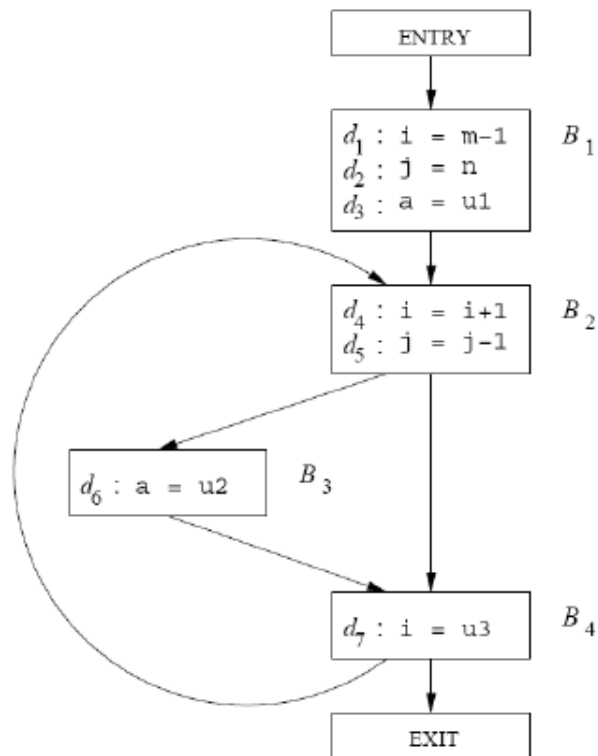 ENTRY
d₁ : i = m-1
d₂ : j = n
d₃ : a = u1
B₁
d₄ : i = i+1
d₅ : j = j-1
B₂
d₆ : a = u2
B₃
d₇ : i = u3
B₄
EXIT